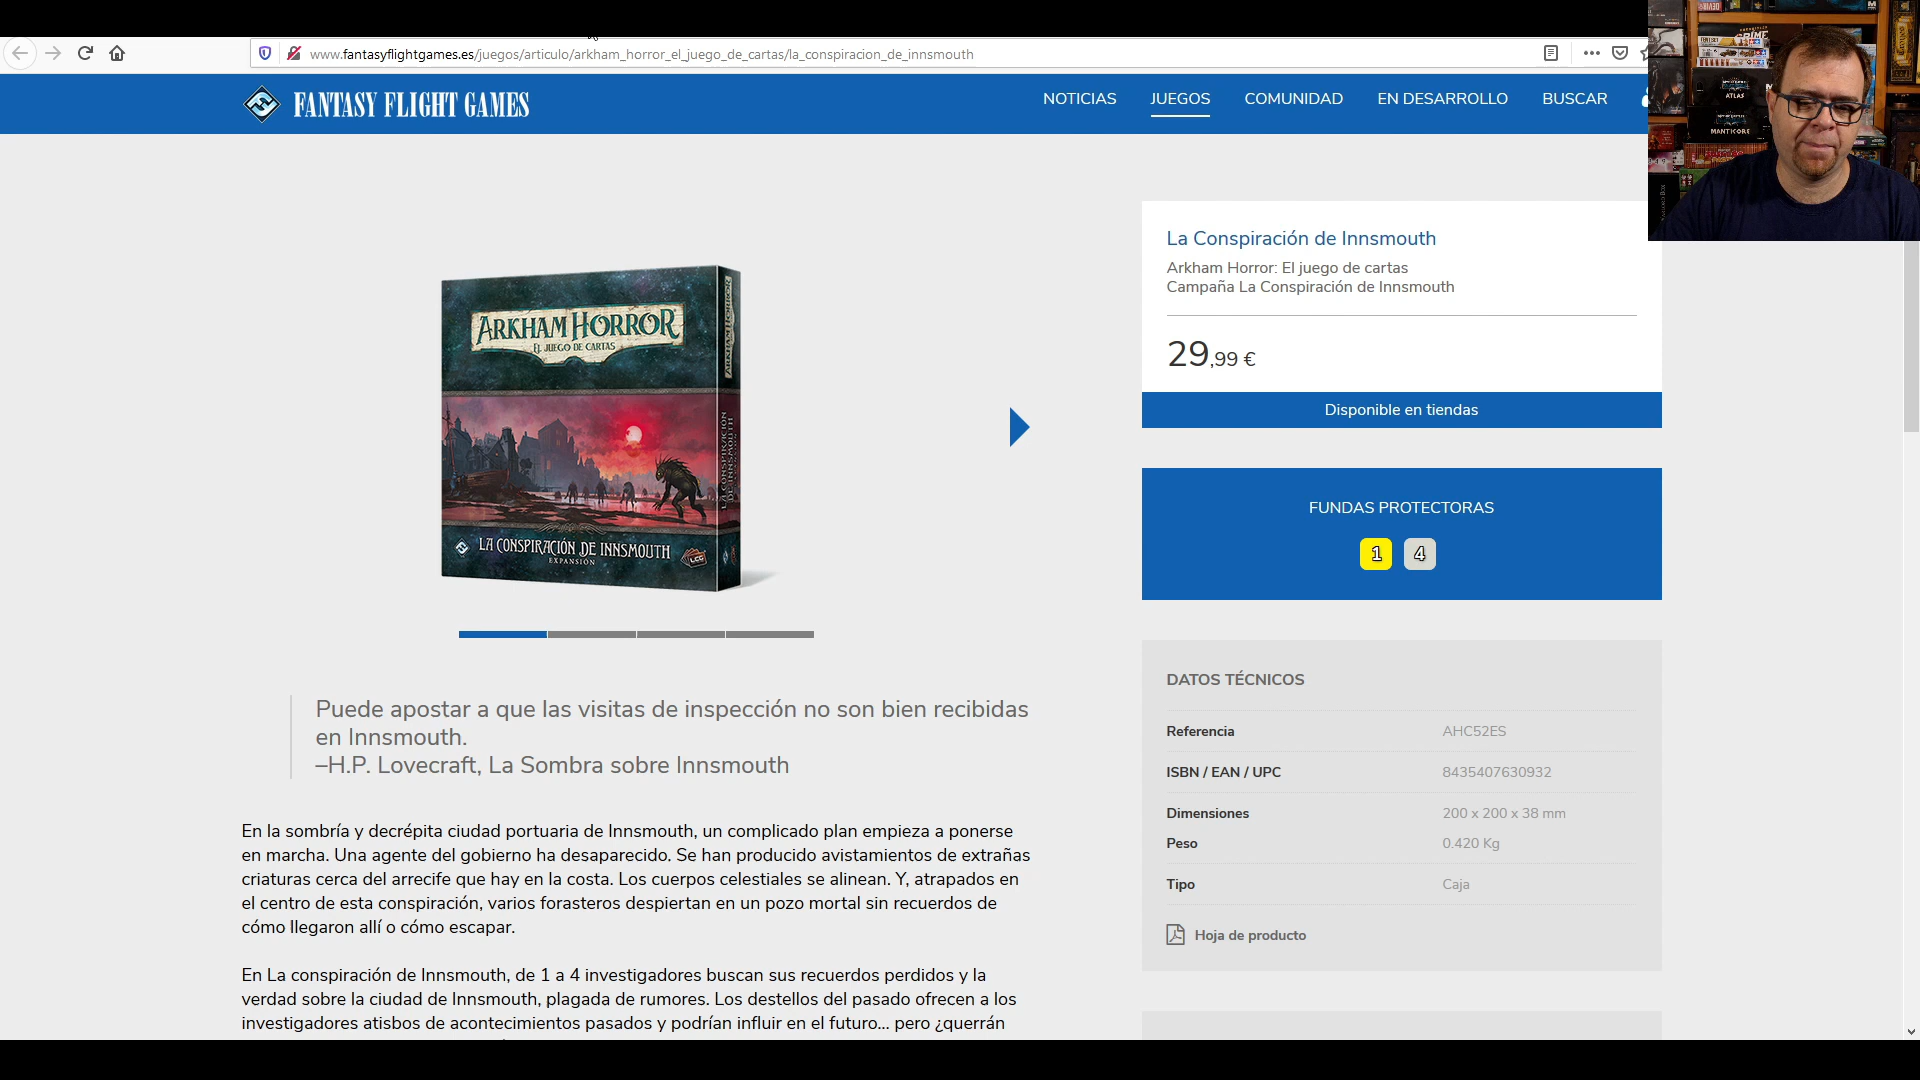 www.fantasyflightgames.es/juegos/articulo/arkham_horror_el_juego_de_cartas/la_conspiracion_de_innsmouth
FANTASY FLIGHT GAMES
NOTICIAS
JUEGOS
COMUNIDAD
EN DESARROLLO
BUSCAR
ATLAS
MANTICORE
La Conspiración de Innsmouth
Arkham Horror: El juego de cartas
Campaña La Conspiración de Innsmouth
29,99 €
Disponible en tiendas
ARKHAM HORROR
EL JUEGO DE CARTAS
ARKHAM HORROR
LA CONSPIRACIÓN DE INNSMOUTH
LA CONSPIRACIÓN DE INNSMOUTH
EXPANSIÓN
LCG
FUNDAS PROTECTORAS
1
4
Puede apostar a que las visitas de inspección no son bien recibidas
en Innsmouth.
–H.P. Lovecraft, La Sombra sobre Innsmouth
En la sombría y decrépita ciudad portuaria de Innsmouth, un complicado plan empieza a ponerse
en marcha. Una agente del gobierno ha desaparecido. Se han producido avistamientos de extrañas
criaturas cerca del arrecife que hay en la costa. Los cuerpos celestiales se alinean. Y, atrapados en
el centro de esta conspiración, varios forasteros despiertan en un pozo mortal sin recuerdos de
cómo llegaron allí o cómo escapar.
En La conspiración de Innsmouth, de 1 a 4 investigadores buscan sus recuerdos perdidos y la
verdad sobre la ciudad de Innsmouth, plagada de rumores. Los destellos del pasado ofrecen a los
investigadores atisbos de acontecimientos pasados y podrían influir en el futuro... pero ¿querrán
DATOS TÉCNICOS
Referencia AHC52ES
ISBN / EAN / UPC 8435407630932
Dimensiones 200 x 200 x 38 mm
Peso 0.420 Kg
Tipo Caja
Hoja de producto